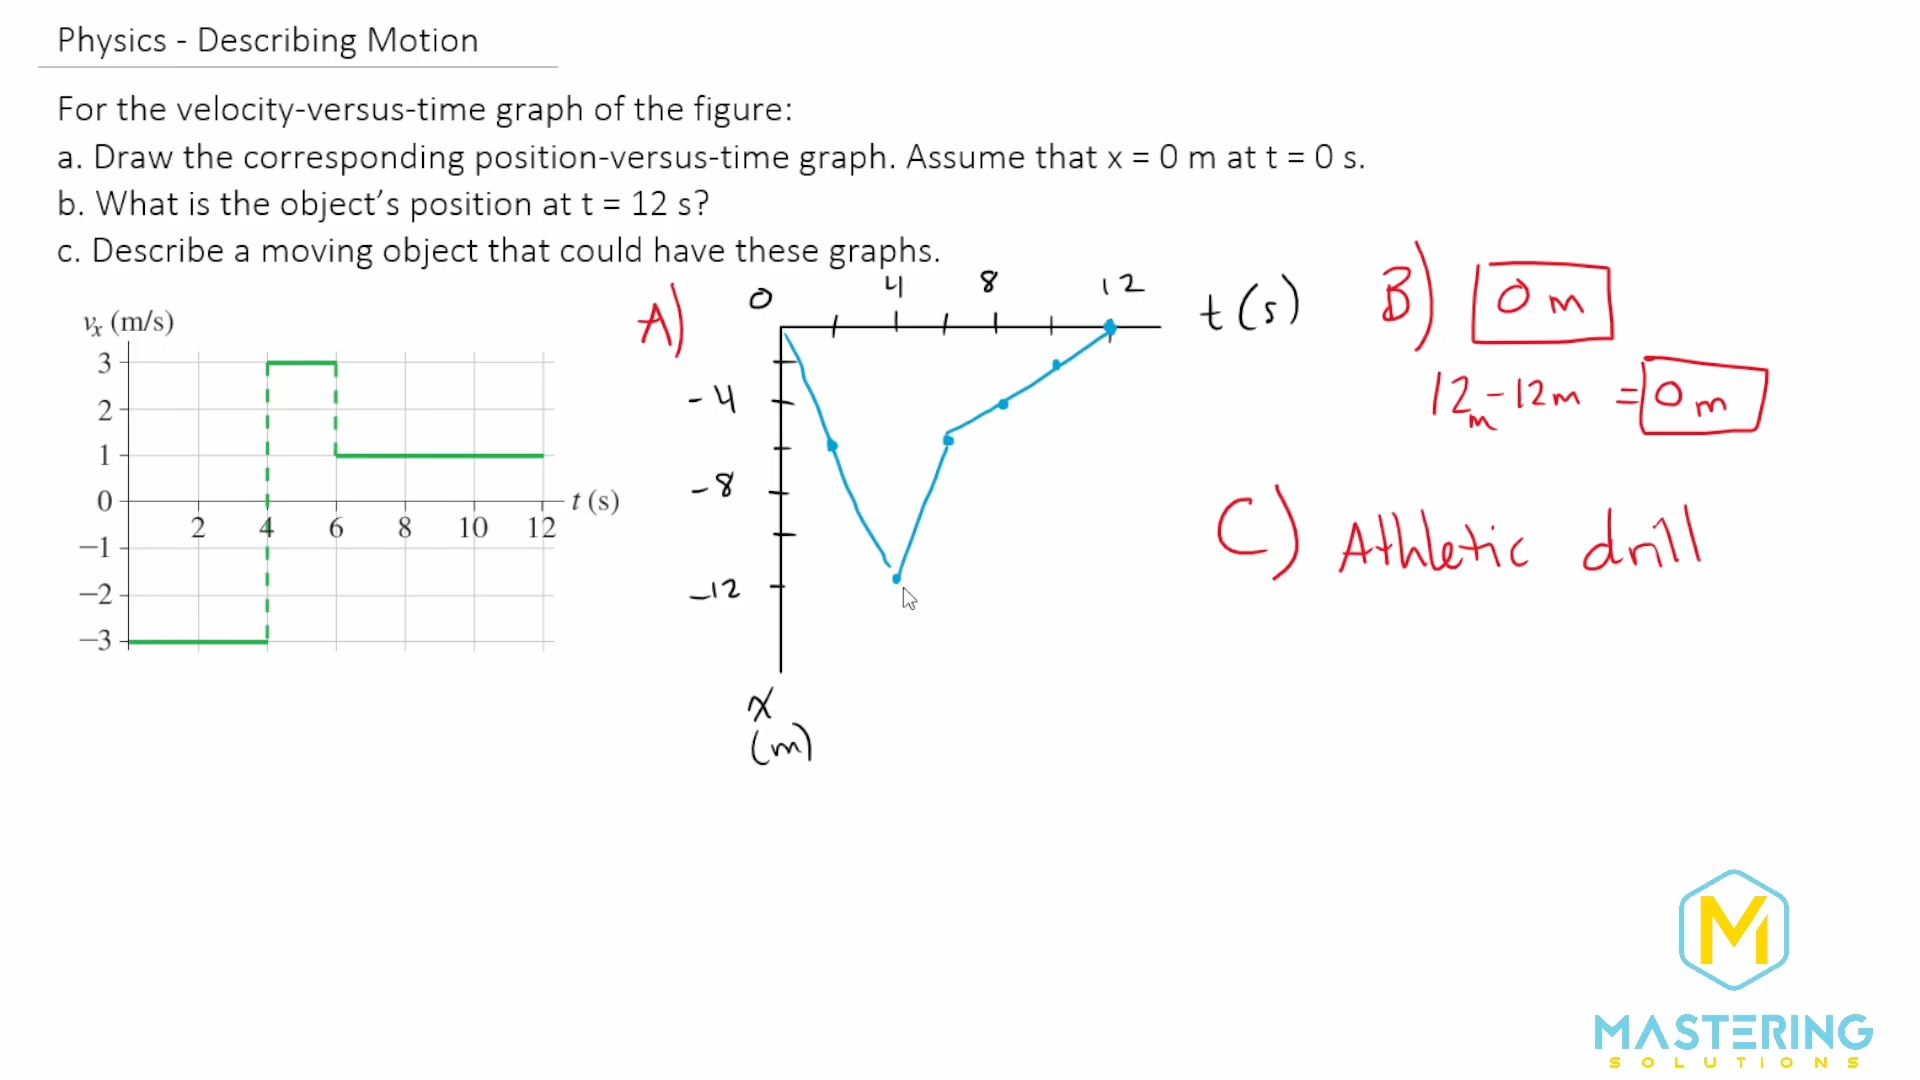 Physics - Describing Motion
For the velocity-versus-time graph of the figure:
a. Draw the corresponding position-versus-time graph. Assume that x = 0 m at t = 0 s.
b. What is the object’s position at t = 12 s?
c. Describe a moving object that could have these graphs.
vx (m/s)
3
2
1
0
−1
−2
−3
2 4 6 8 10 12
t (s)
A)
0 4 8 12
t(s)
-4
-8
-12
x
(m)
B) 0 m
12m - 12m = 0 m
C) Athletic drill
M
MASTERING
SOLUTIONS